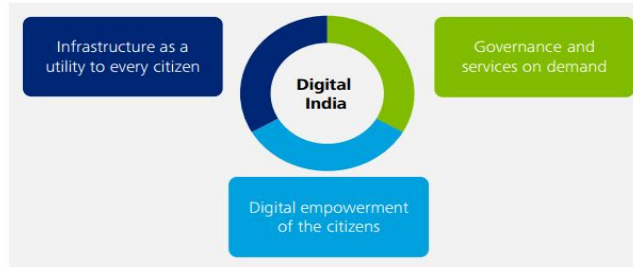 Infrastructure as a
utility to every citizen
Digital
India
Governance and
services on demand
Digital empowerment
of the citizens